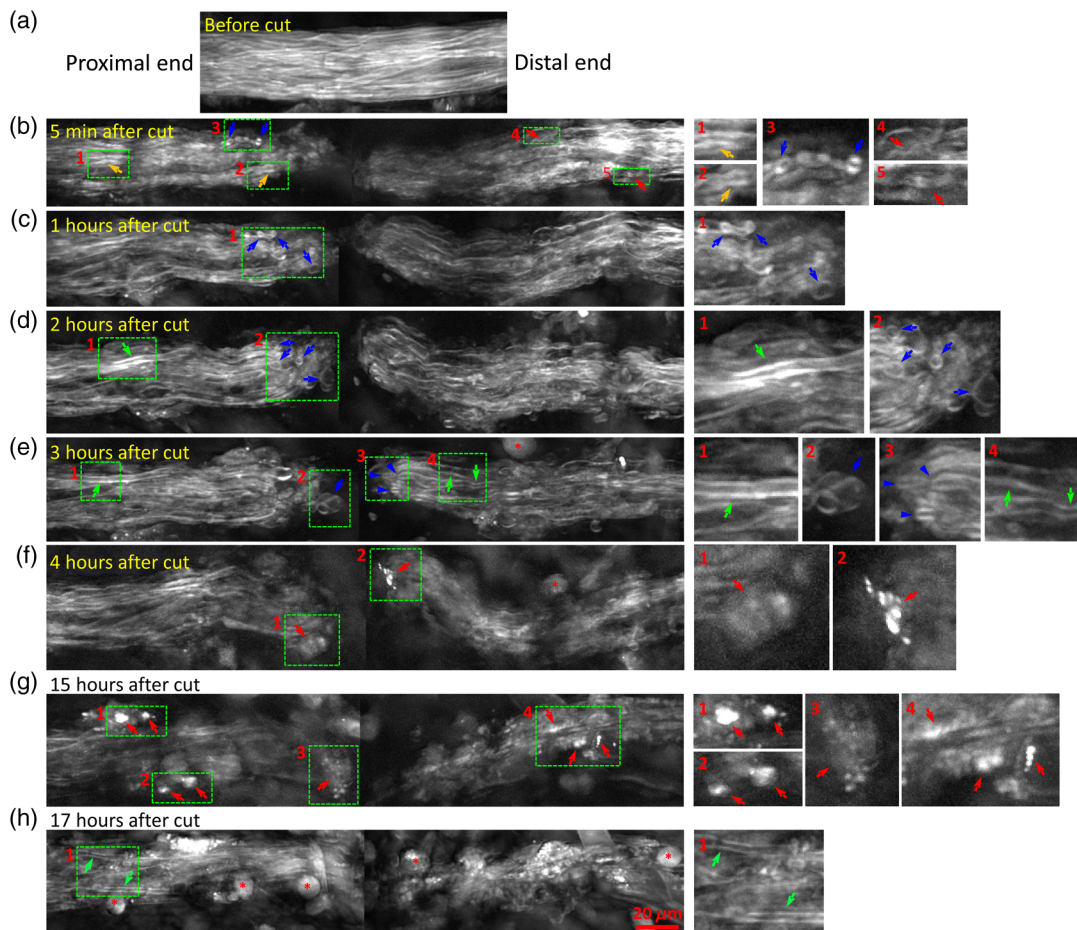 (a)
Before cut
Proximal end
Distal end
(b)
5 min after cut
1
2
3
4
5
1
2
3
4
5
(c)
1 hours after cut
1
1
(d)
2 hours after cut
1
2
1
2
(e)
3 hours after cut
1
2
3
4
*
1
2
3
4
(f)
4 hours after cut
1
2
*
1
2
(g)
15 hours after cut
1
2
3
4
1
2
3
4
(h)
17 hours after cut
1
*
*
*
*
*
20 μm
1